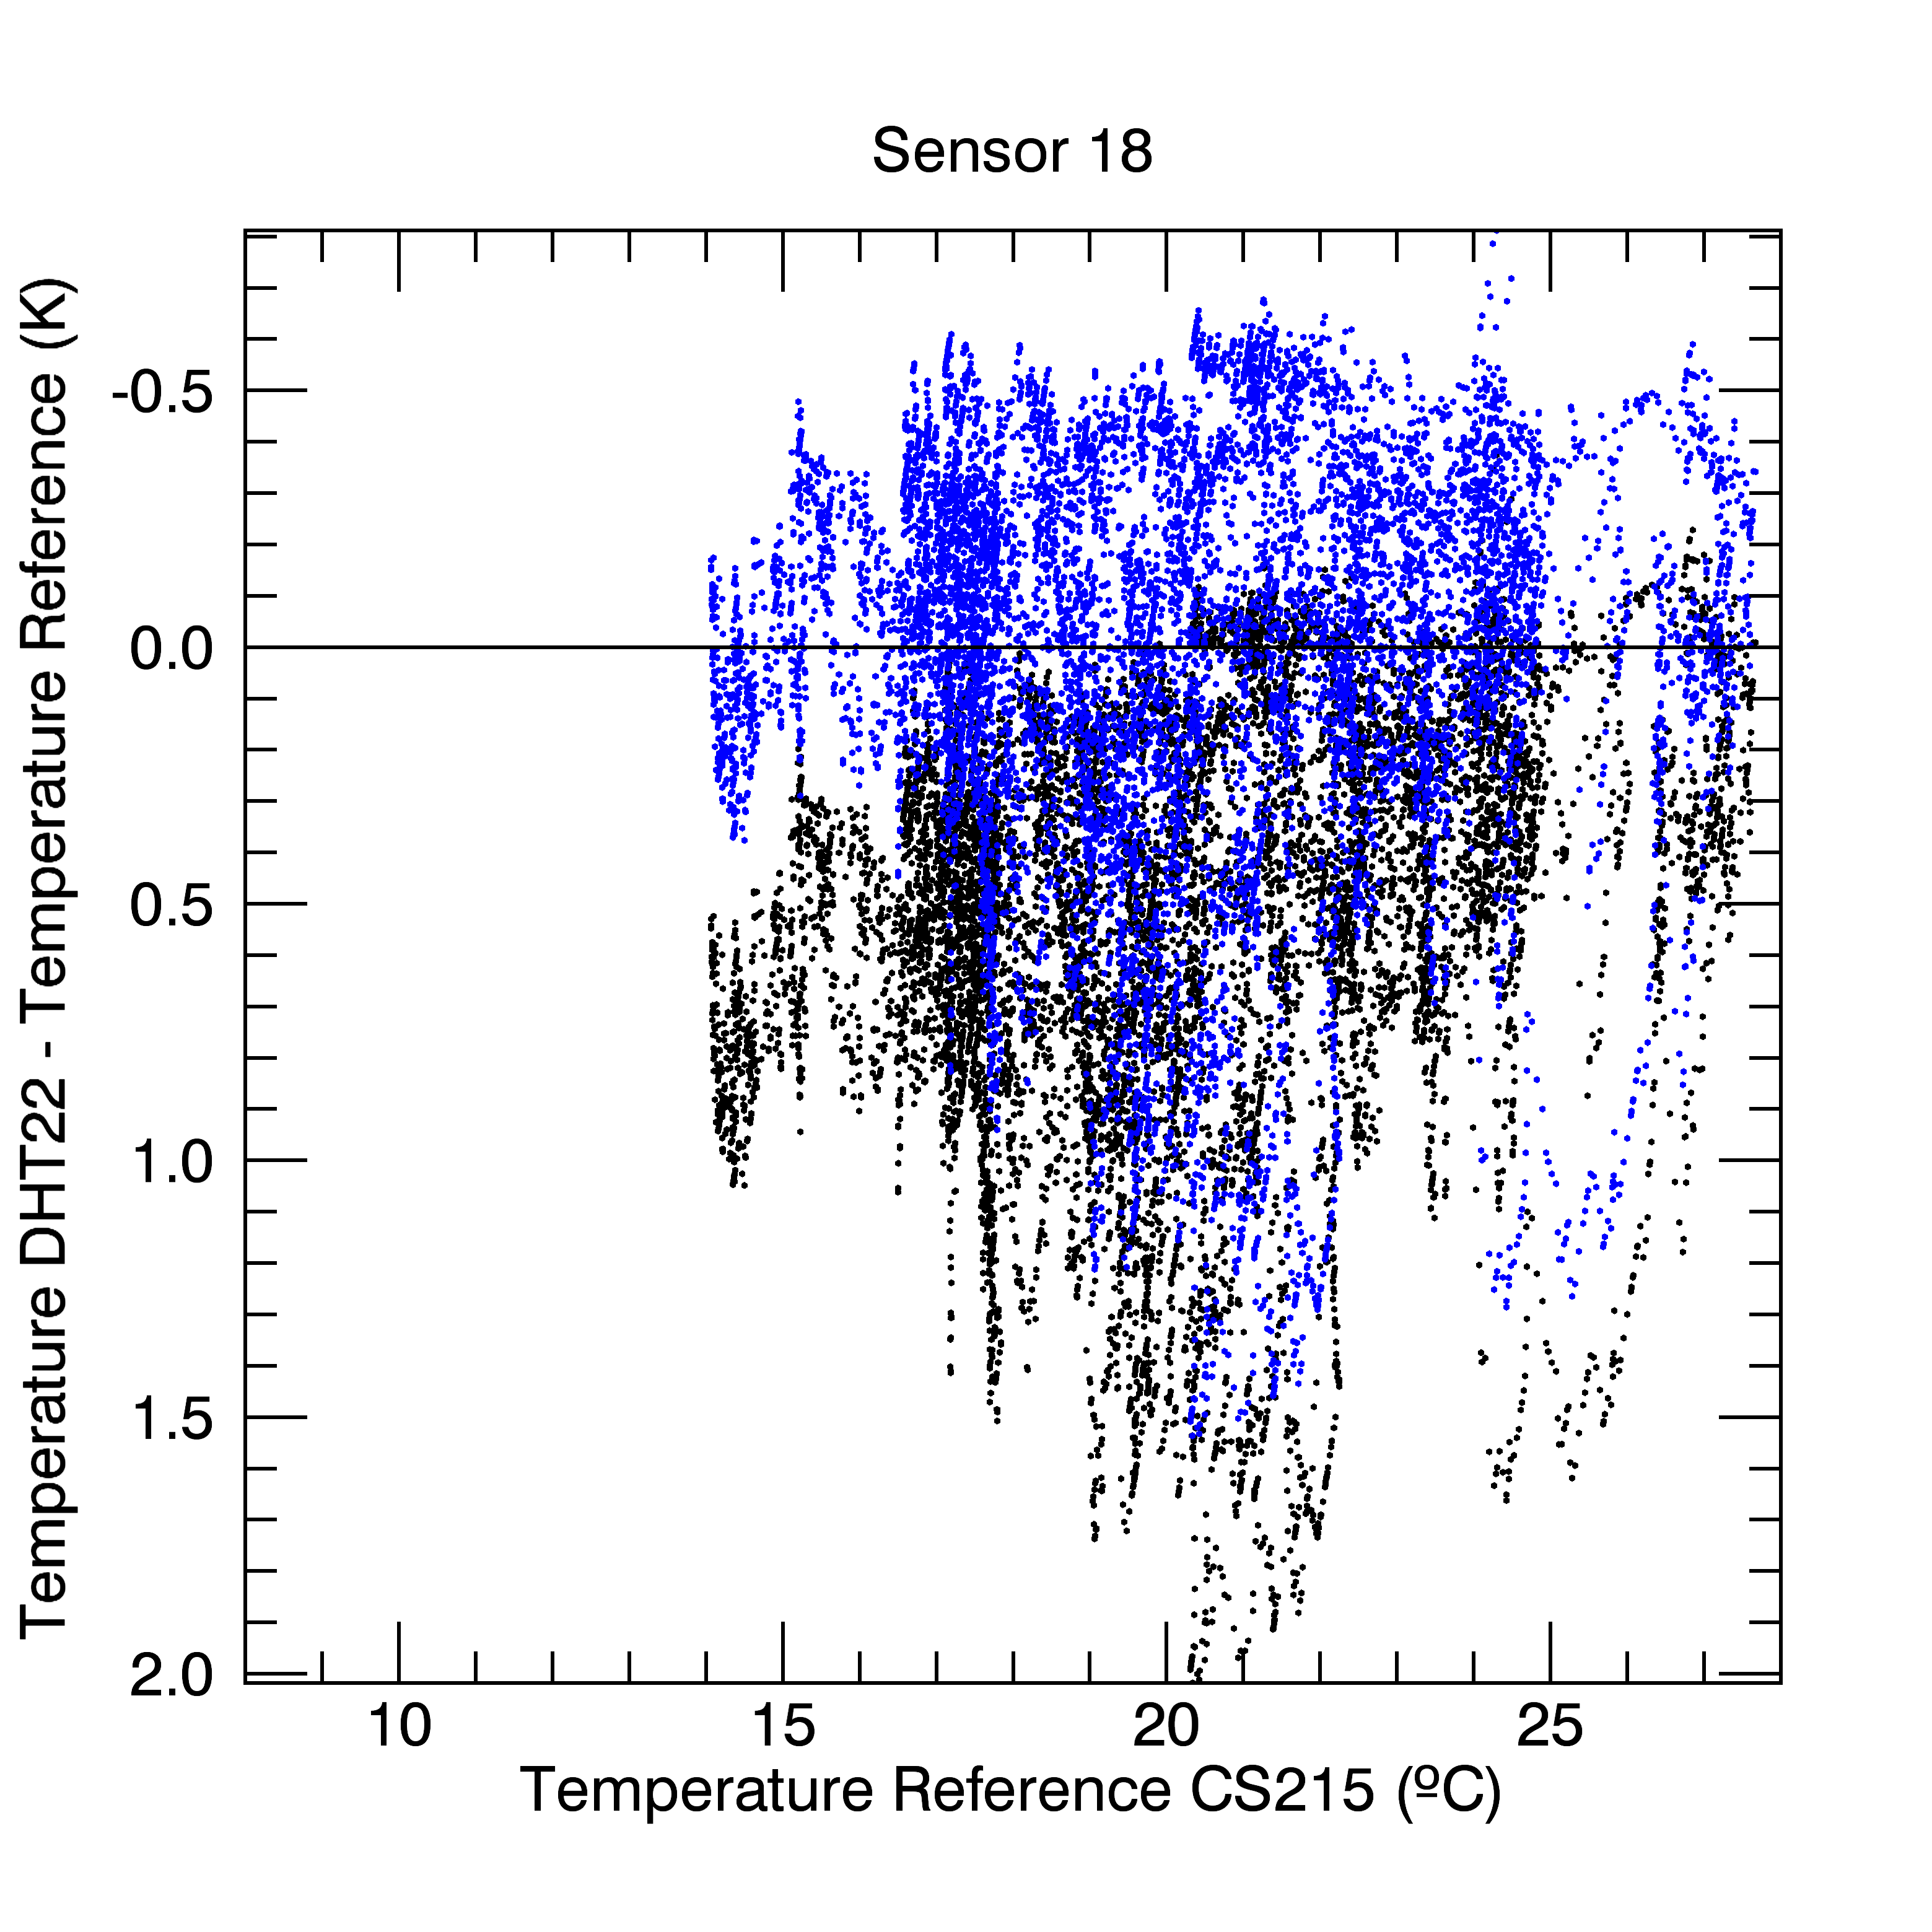 Sensor 18
Temperature DHT22 - Temperature Reference (K)
-0.5
0.0
0.5
1.0
1.5
2.0
10 15 20 25
Temperature Reference CS215 (ºC)